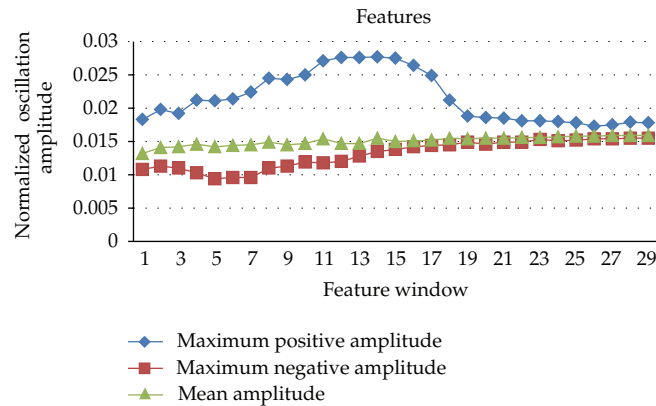 Features
Normalized oscillation
amplitude
0.03
0.025
0.02
0.015
0.01
0.005
0
1 3 5 7 9 11 13 15 17 19 21 23 25 27 29
Feature window
Maximum positive amplitude
Maximum negative amplitude
Mean amplitude